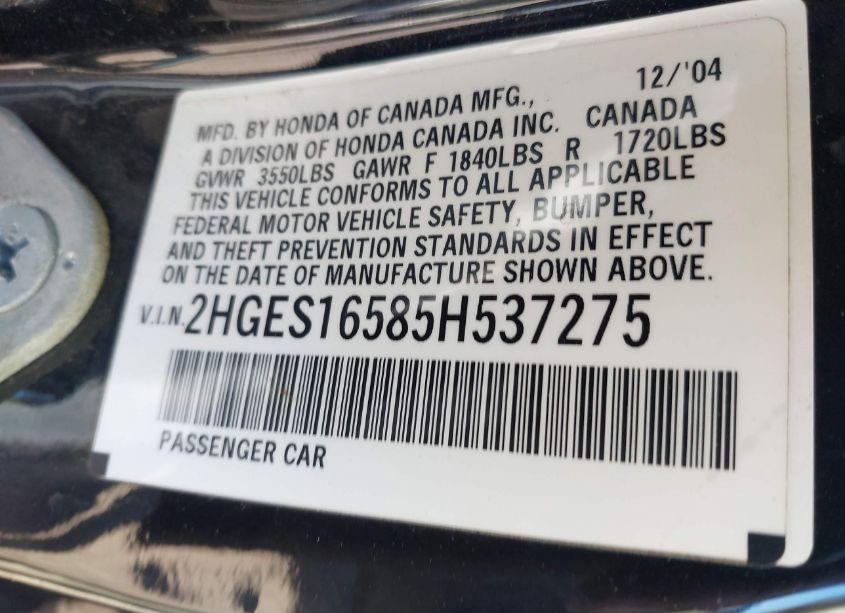 12/'04
MFD. BY HONDA OF CANADA MFG.,
A DIVISION OF HONDA CANADA INC. CANADA
GVWR 3550LBS GAWR F 1840LBS R 1720LBS
THIS VEHICLE CONFORMS TO ALL APPLICABLE
FEDERAL MOTOR VEHICLE SAFETY, BUMPER,
AND THEFT PREVENTION STANDARDS IN EFFECT
ON THE DATE OF MANUFACTURE SHOWN ABOVE.
V.I.N. 2HGES16585H537275
PASSENGER CAR